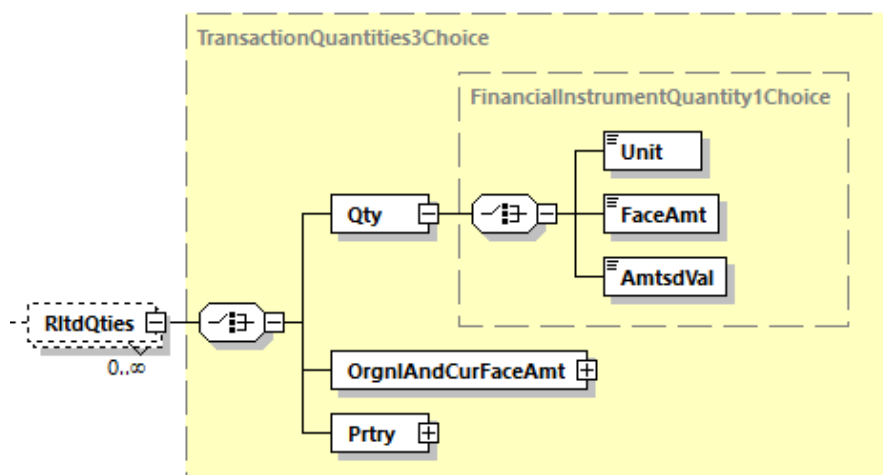 TransactionQuantities3Choice
FinancialInstrumentQuantity1Choice
Unit
Qty
FaceAmt
AmtsdVal
RltdQties
0..∞
OrgnlAndCurFaceAmt
Prtry